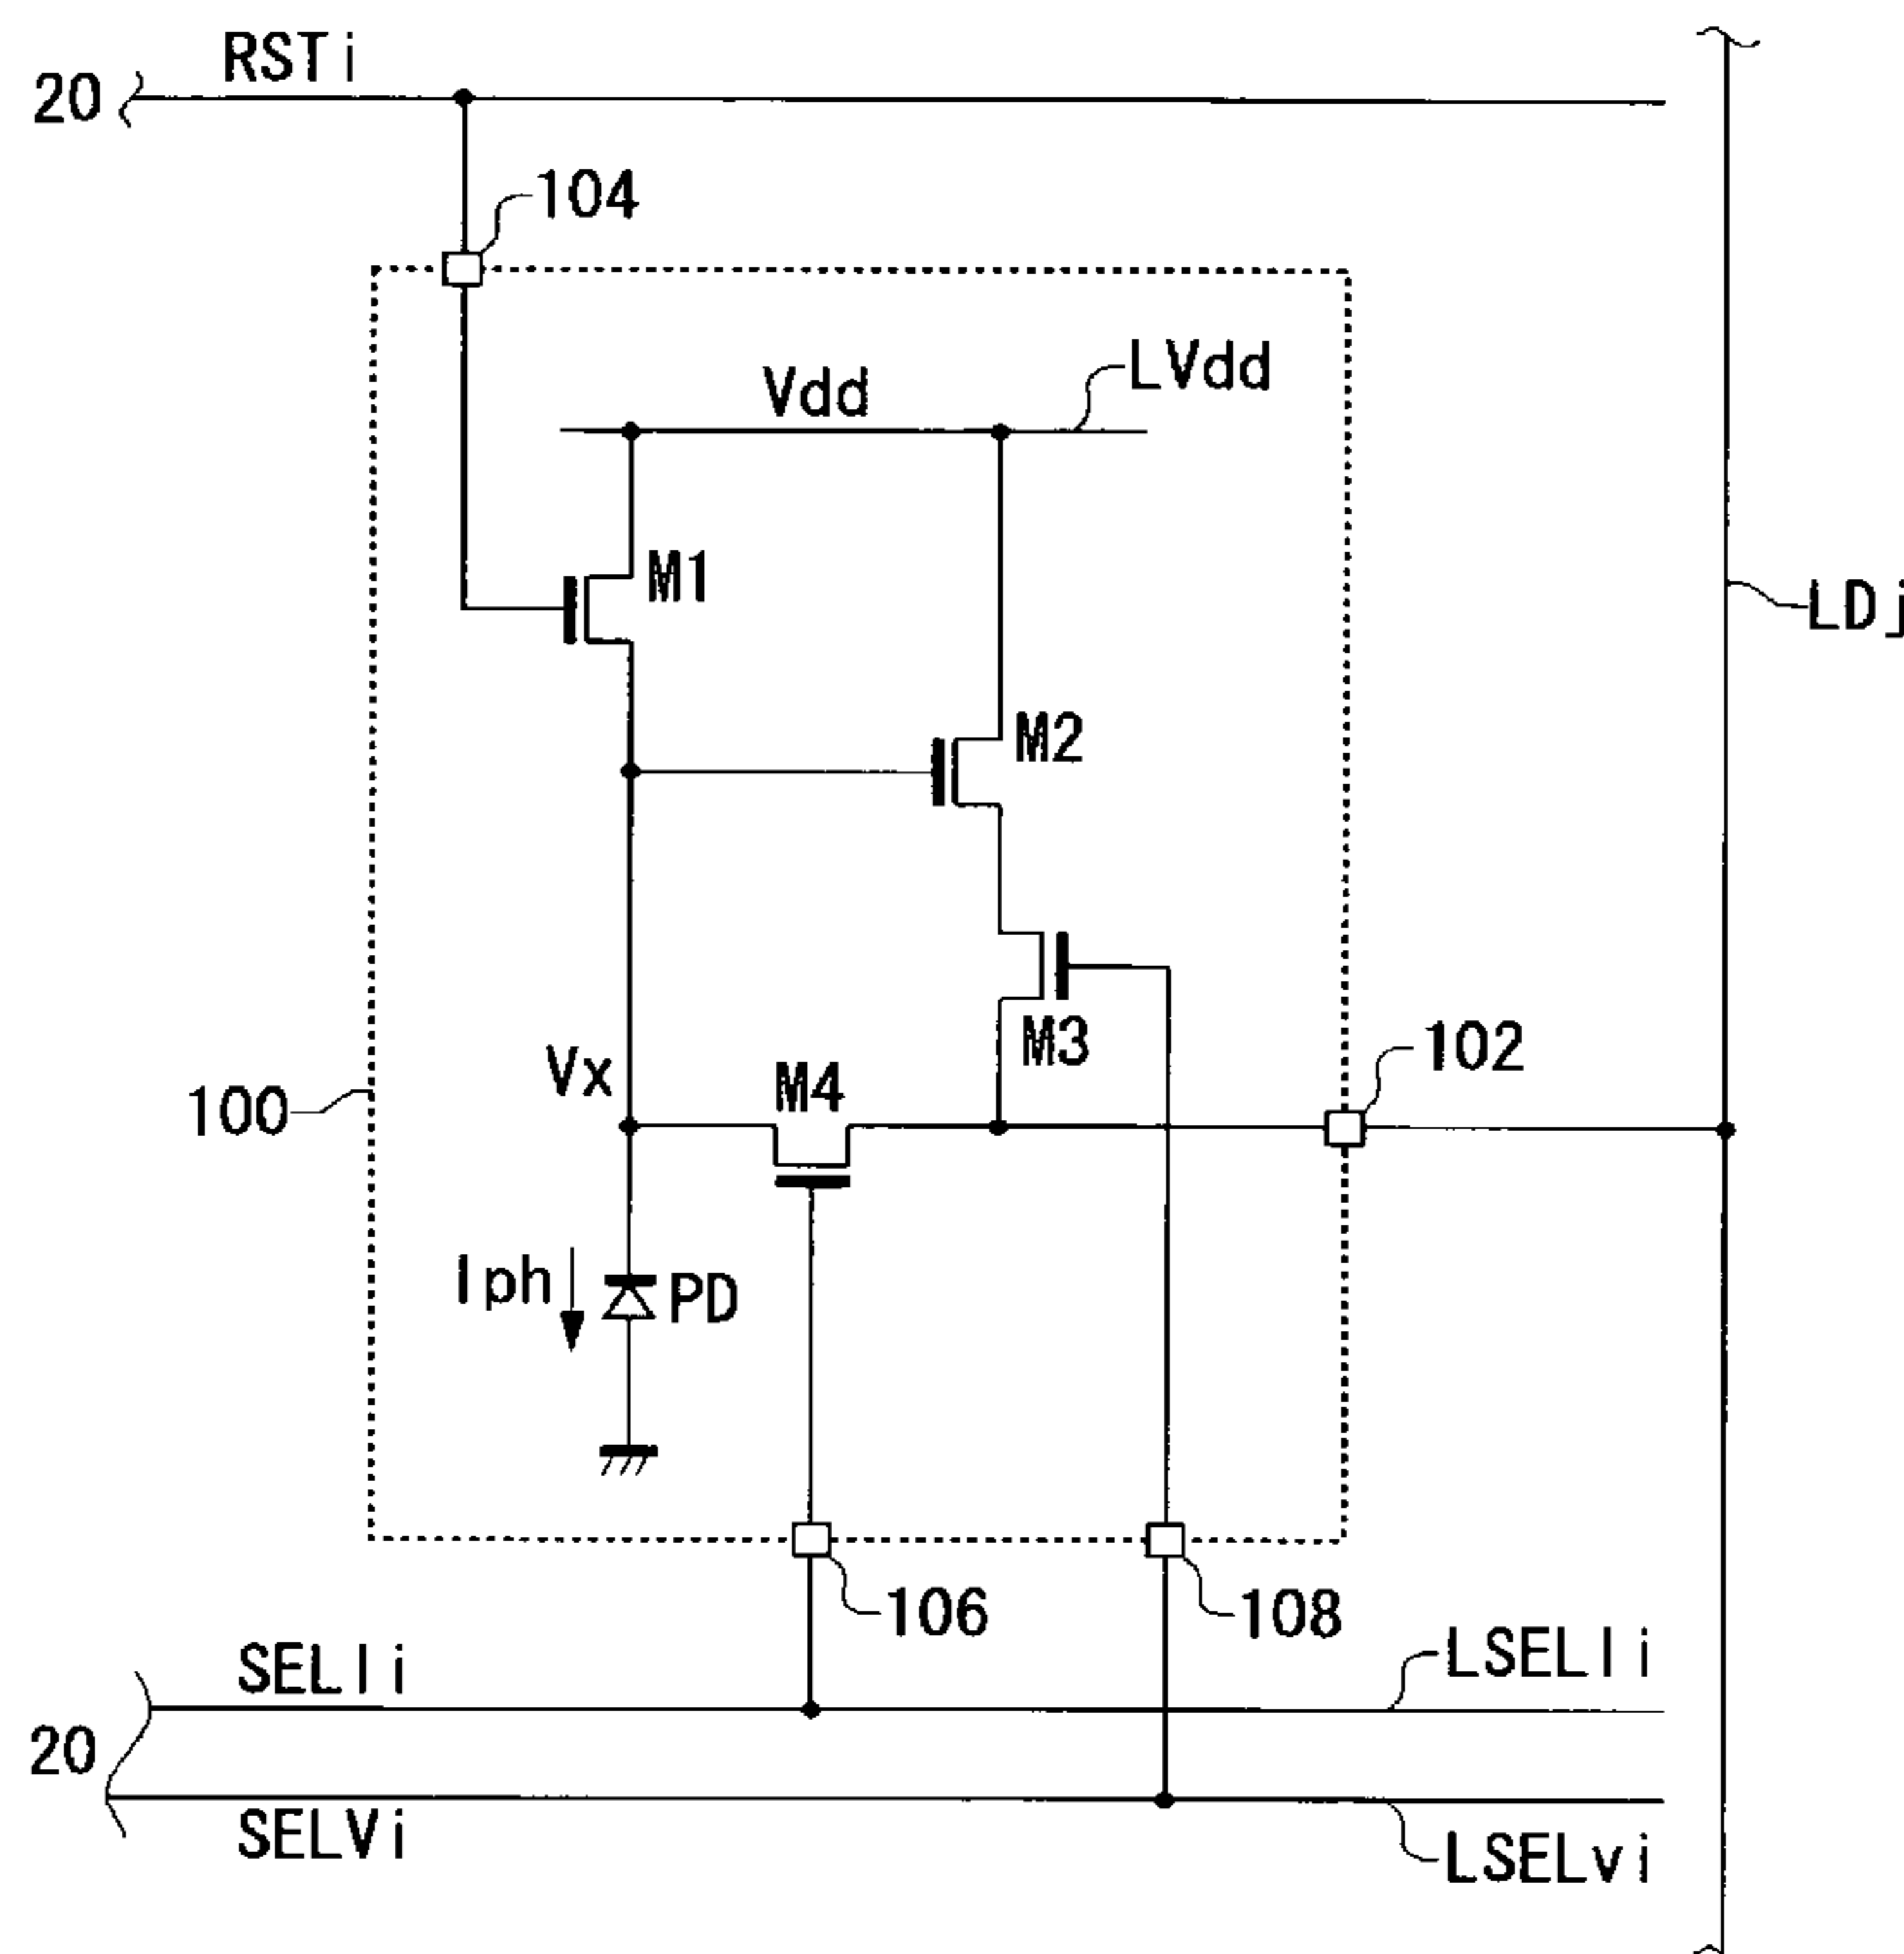 RSTi
20
104
Vdd
LVdd
M1
LDj
M2
M3
102
Vx
M4
100
Iph
PD
106
108
SELIi
LSELIi
20
SELVi
LSELvi